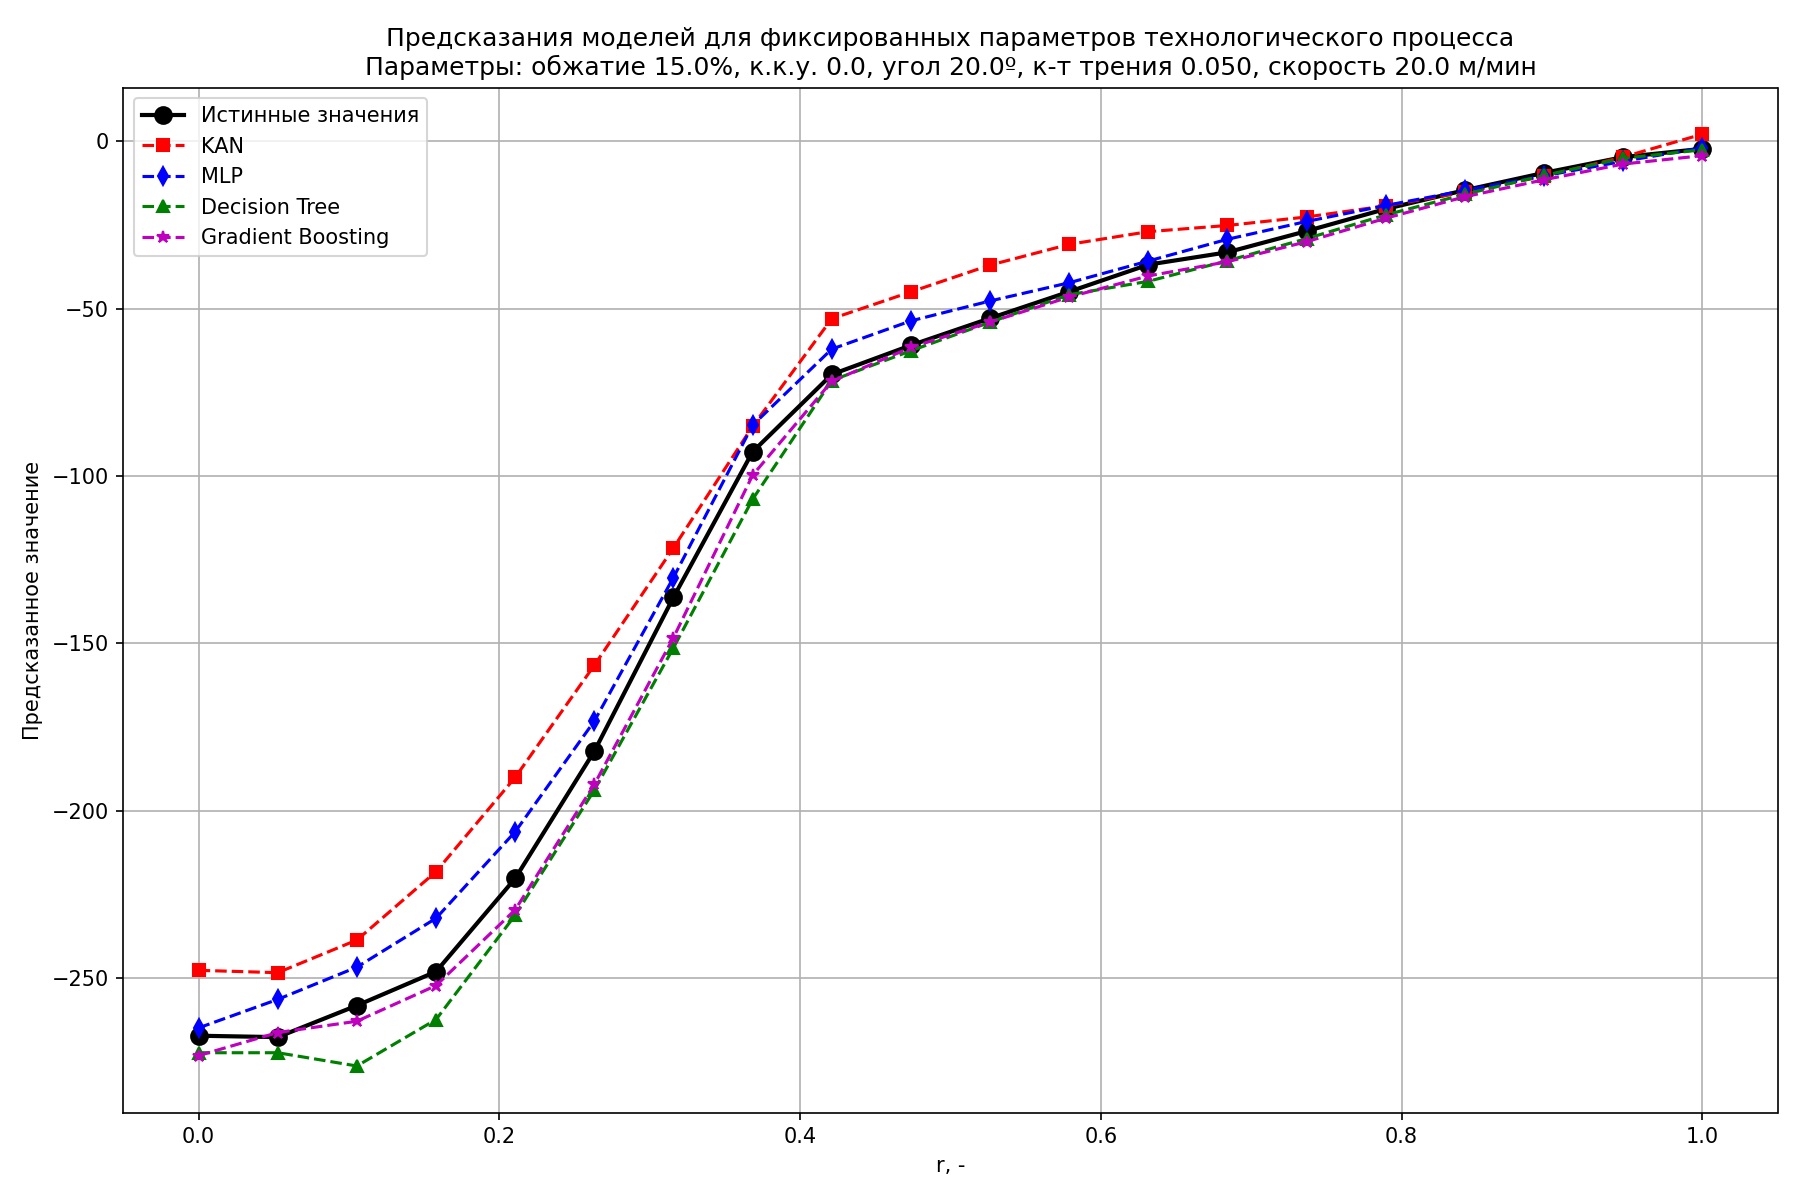 Предсказания моделей для фиксированных параметров технологического процесса
Параметры: обжатие 15.0%, к.к.у. 0.0, угол 20.0º, к-т трения 0.050, скорость 20.0 м/мин
Истинные значения
KAN
MLP
Decision Tree
Gradient Boosting
Предсказанное значение
0
−50
−100
−150
−200
−250
0.0
0.2
0.4
0.6
0.8
1.0
r, -